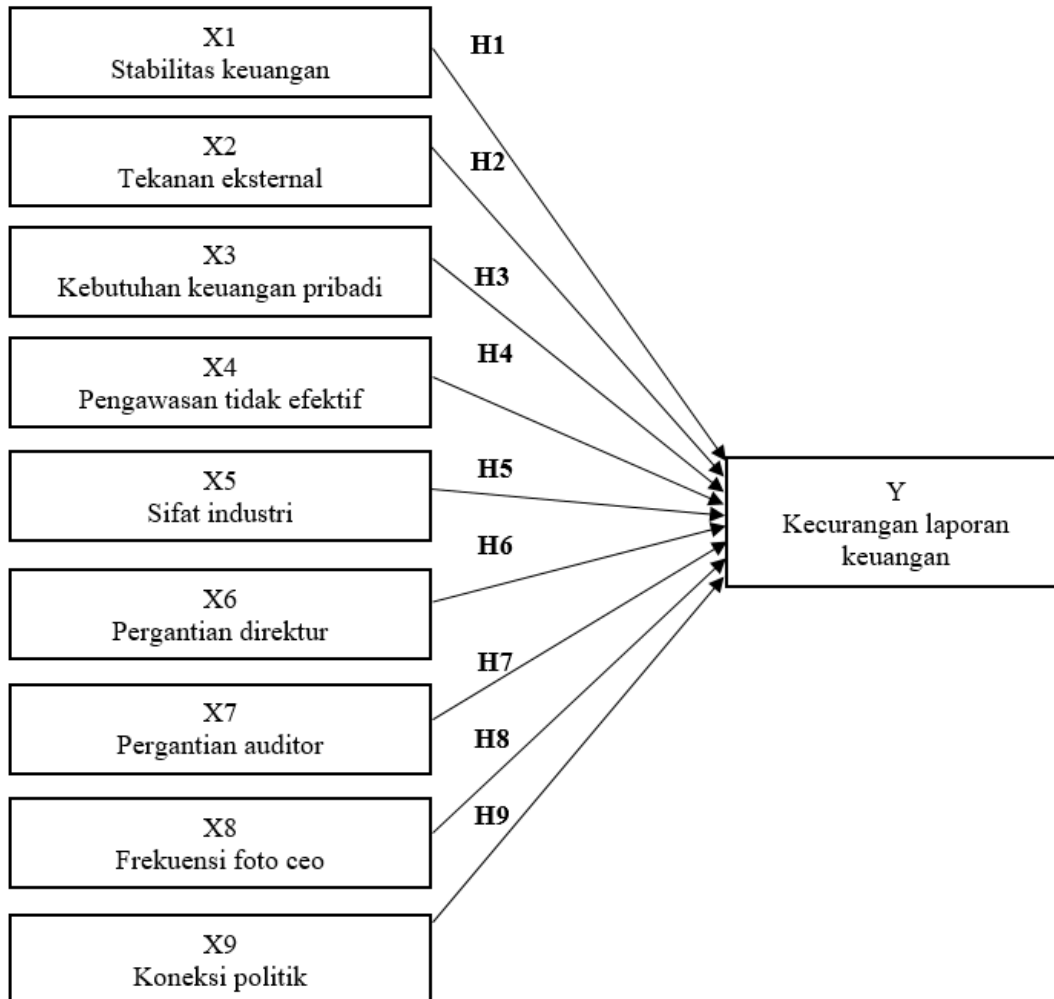 X1
Stabilitas keuangan
H1
X2
Tekanan eksternal
H2
X3
Kebutuhan keuangan pribadi
H3
X4
Pengawasan tidak efektif
H4
X5
Sifat industri
H5
X6
Pergantian direktur
H6
X7
Pergantian auditor
H7
X8
Frekuensi foto ceo
H8
X9
Koneksi politik
H9
Y
Kecurangan laporan
keuangan